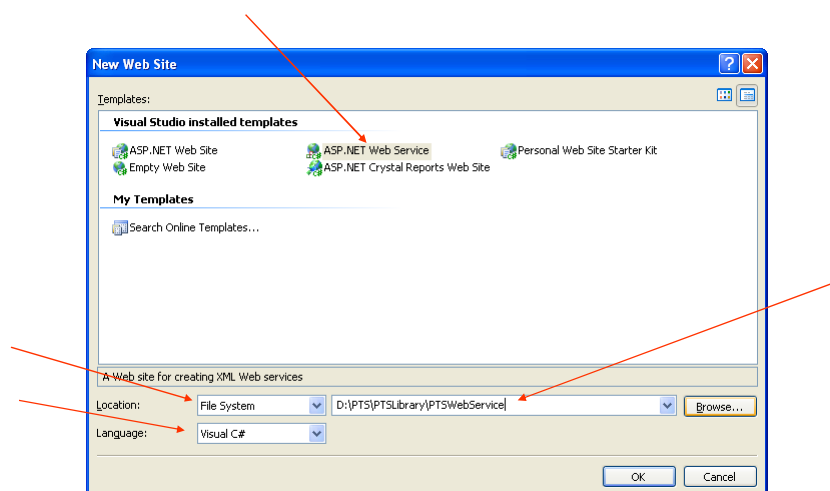 New Web Site
Templates:
Visual Studio installed templates
ASP.NET Web Site
ASP.NET Web Service
Personal Web Site Starter Kit
Empty Web Site
ASP.NET Crystal Reports Web Site
My Templates
Search Online Templates...
A Web site for creating XML Web services
Location:
File System
D:\PTS\PTSLibrary\PTSWebService
Browse...
Language:
Visual C#
OK
Cancel